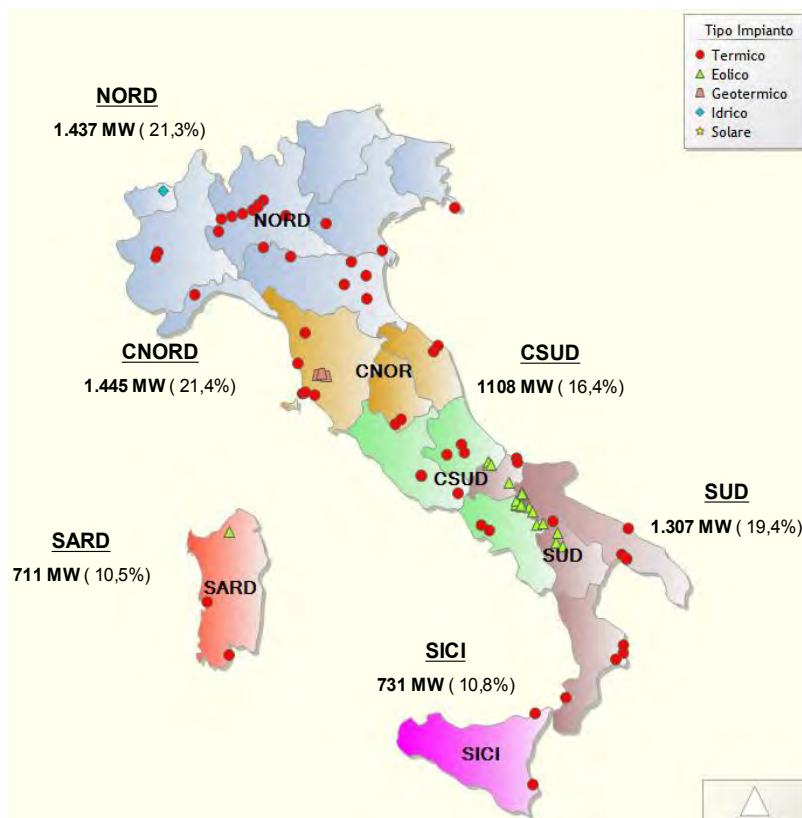 Tipo Impianto
Termico
Eolico
Geotermico
Idrico
Solare
NORD
1.437 MW ( 21,3%)
NORD
CNORD
1.445 MW ( 21,4%)
CNOR
CSUD
1108 MW ( 16,4%)
CSUD
SUD
1.307 MW ( 19,4%)
SUD
SARD
711 MW ( 10,5%)
SARD
SICI
731 MW ( 10,8%)
SICI